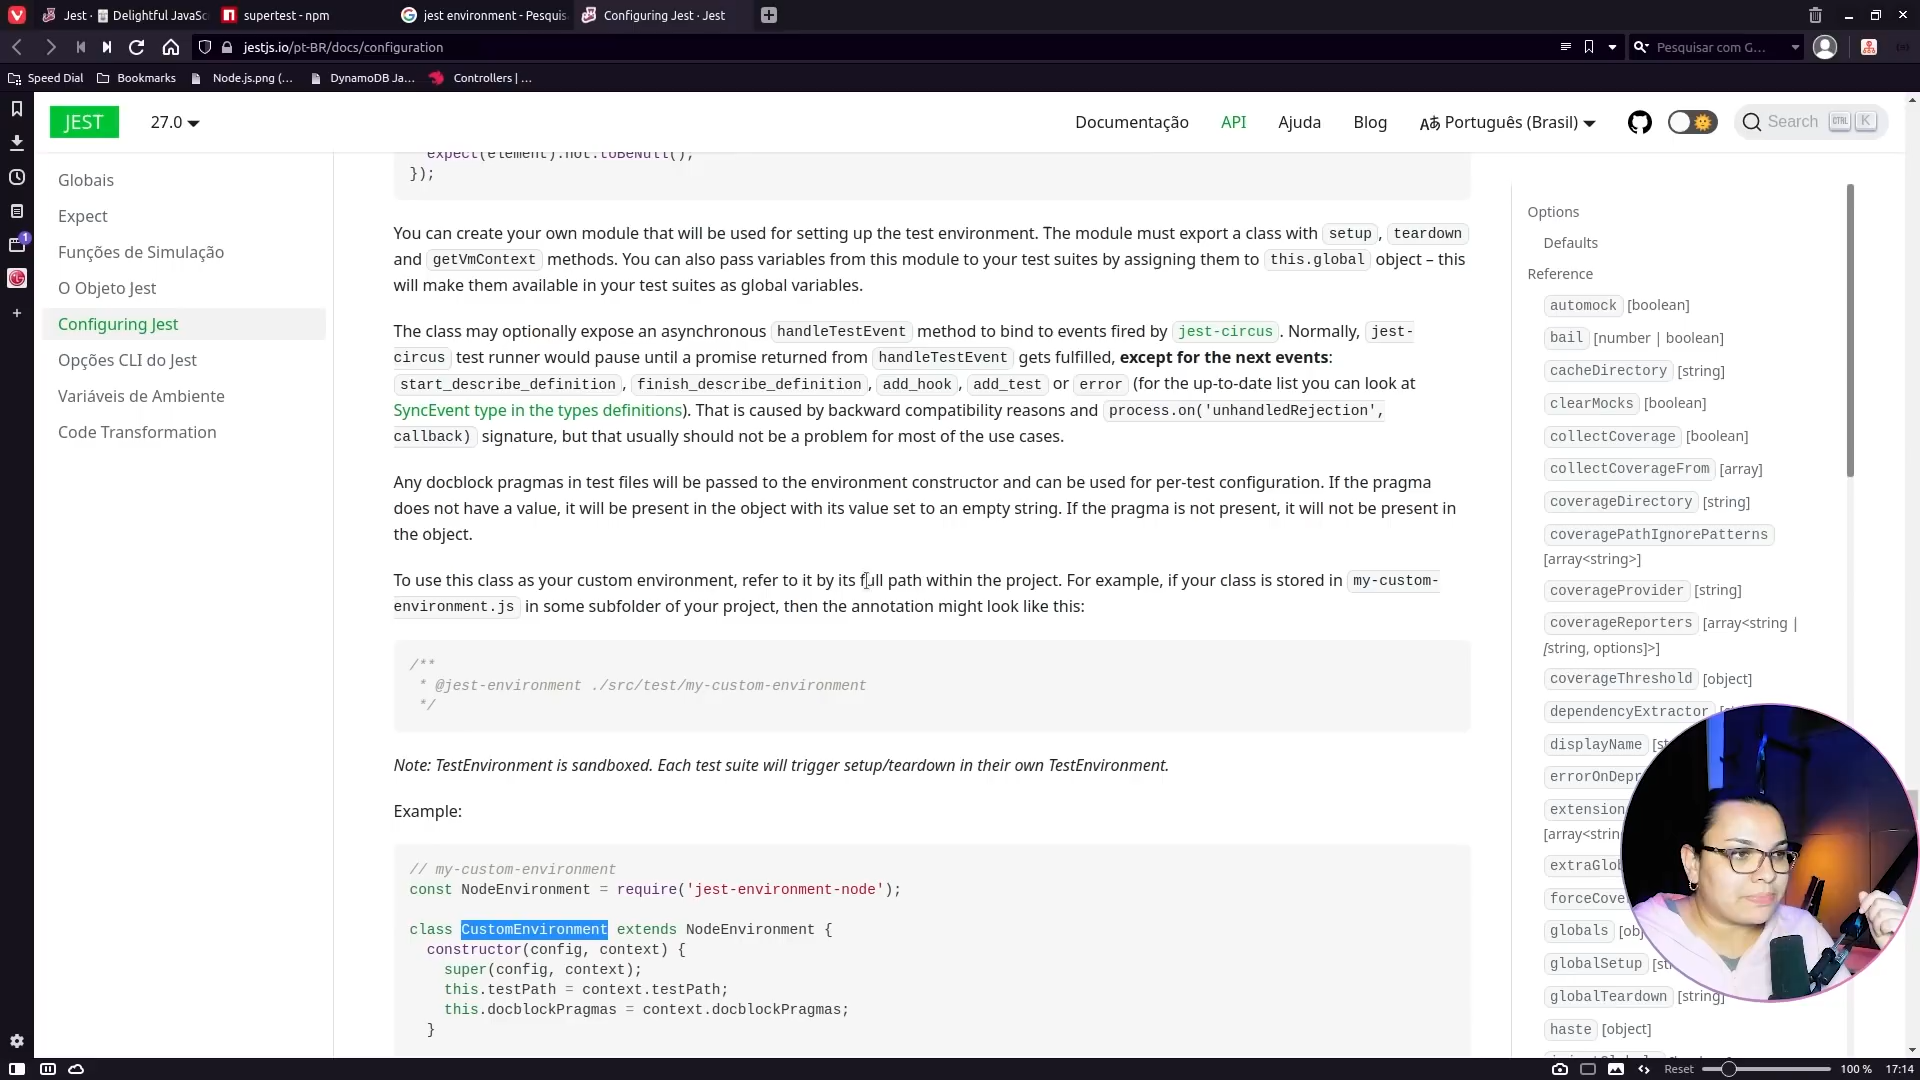 Jest · 🃏 Delightful JavaSc
supertest - npm
jest environment - Pesquis
Configuring Jest · Jest
jestjs.io/pt-BR/docs/configuration
Pesquisar com G...
Speed Dial
Bookmarks
Node.js.png (...
DynamoDB Ja...
Controllers | ...
JEST
27.0
Documentação
API
Ajuda
Blog
Português (Brasil)
Search
CTRL
K
1
Globais
Expect
Funções de Simulação
O Objeto Jest
Configuring Jest
Opções CLI do Jest
Variáveis de Ambiente
Code Transformation
expect(element).not.toBeNull();
});
You can create your own module that will be used for setting up the test environment. The module must export a class with setup, teardown
and getVmContext methods. You can also pass variables from this module to your test suites by assigning them to this.global object – this
will make them available in your test suites as global variables.
The class may optionally expose an asynchronous handleTestEvent method to bind to events fired by jest-circus. Normally, jest-
circus test runner would pause until a promise returned from handleTestEvent gets fulfilled, except for the next events:
start_describe_definition, finish_describe_definition, add_hook, add_test or error (for the up-to-date list you can look at
SyncEvent type in the types definitions). That is caused by backward compatibility reasons and process.on('unhandledRejection',
callback) signature, but that usually should not be a problem for most of the use cases.
Any docblock pragmas in test files will be passed to the environment constructor and can be used for per-test configuration. If the pragma
does not have a value, it will be present in the object with its value set to an empty string. If the pragma is not present, it will not be present in
the object.
To use this class as your custom environment, refer to it by its full path within the project. For example, if your class is stored in my-custom-
environment.js in some subfolder of your project, then the annotation might look like this:
/**
* @jest-environment ./src/test/my-custom-environment
*/
Note: TestEnvironment is sandboxed. Each test suite will trigger setup/teardown in their own TestEnvironment.
Example:
// my-custom-environment
const NodeEnvironment = require('jest-environment-node');
class CustomEnvironment extends NodeEnvironment {
constructor(config, context) {
super(config, context);
this.testPath = context.testPath;
this.docblockPragmas = context.docblockPragmas;
}
Options
Defaults
Reference
automock [boolean]
bail [number | boolean]
cacheDirectory [string]
clearMocks [boolean]
collectCoverage [boolean]
collectCoverageFrom [array]
coverageDirectory [string]
coveragePathIgnorePatterns
[array<string>]
coverageProvider [string]
coverageReporters [array<string |
[string, options]>]
coverageThreshold [object]
dependencyExtractor [s
displayName [st
errorOnDepr
extension
[array<strin
extraGlob
forceCove
globals [obj
globalSetup [st
globalTeardown [string]
haste [object]
Reset
100 %
17:14